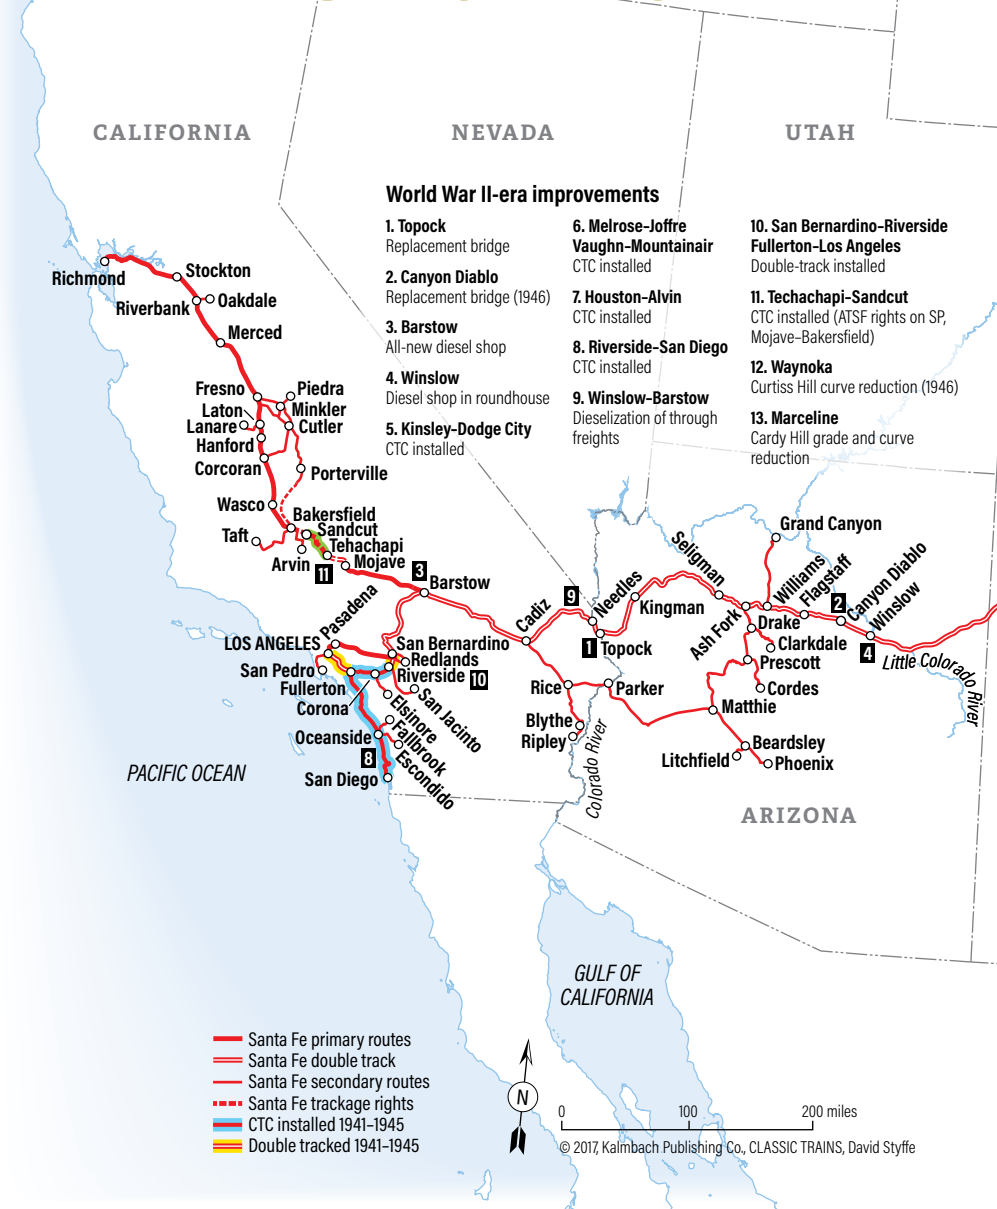 CALIFORNIA
NEVADA
UTAH
World War II-era improvements
1. Topock
Replacement bridge
2. Canyon Diablo
Replacement bridge (1946)
3. Barstow
All-new diesel shop
4. Winslow
Diesel shop in roundhouse
5. Kinsley–Dodge City
CTC installed
6. Melrose–Joffre
Vaughn–Mountainair
CTC installed
7. Houston–Alvin
CTC installed
8. Riverside–San Diego
CTC installed
9. Winslow–Barstow
Dieselization of through
freights
10. San Bernardino–Riverside
Fullerton–Los Angeles
Double-track installed
11. Techachapi–Sandcut
CTC installed (ATSF rights on SP,
Mojave–Bakersfield)
12. Waynoka
Curtiss Hill curve reduction (1946)
13. Marceline
Cardy Hill grade and curve
reduction
Richmond
Stockton
Riverbank
Oakdale
Merced
Fresno
Piedra
Laton
Minkler
Lanare
Cutler
Hanford
Corcoran
Porterville
Wasco
Bakersfield
Sandcut
Taft
Tehachapi
Arvin
11
Mojave
3
Barstow
Pasadena
LOS ANGELES
San Bernardino
Redlands
San Pedro
Riverside
10
Fullerton
Corona
Elsinore
San Jacinto
Oceanside
Fallbrook
8
Escondido
San Diego
Cadiz
9
Needles
1
Topock
Kingman
Seligman
Ash Fork
Williams
Grand Canyon
Flagstaff
2
Canyon Diablo
Winslow
4
Little Colorado
River
Drake
Clarkdale
Prescott
Cordes
Rice
Parker
Matthie
Blythe
Ripley
Colorado River
Beardsley
Litchfield
Phoenix
PACIFIC OCEAN
ARIZONA
GULF OF
CALIFORNIA
Santa Fe primary routes
Santa Fe double track
Santa Fe secondary routes
Santa Fe trackage rights
CTC installed 1941–1945
Double tracked 1941–1945
N
0
100
200 miles
© 2017, Kalmbach Publishing Co., CLASSIC TRAINS, David Styffe